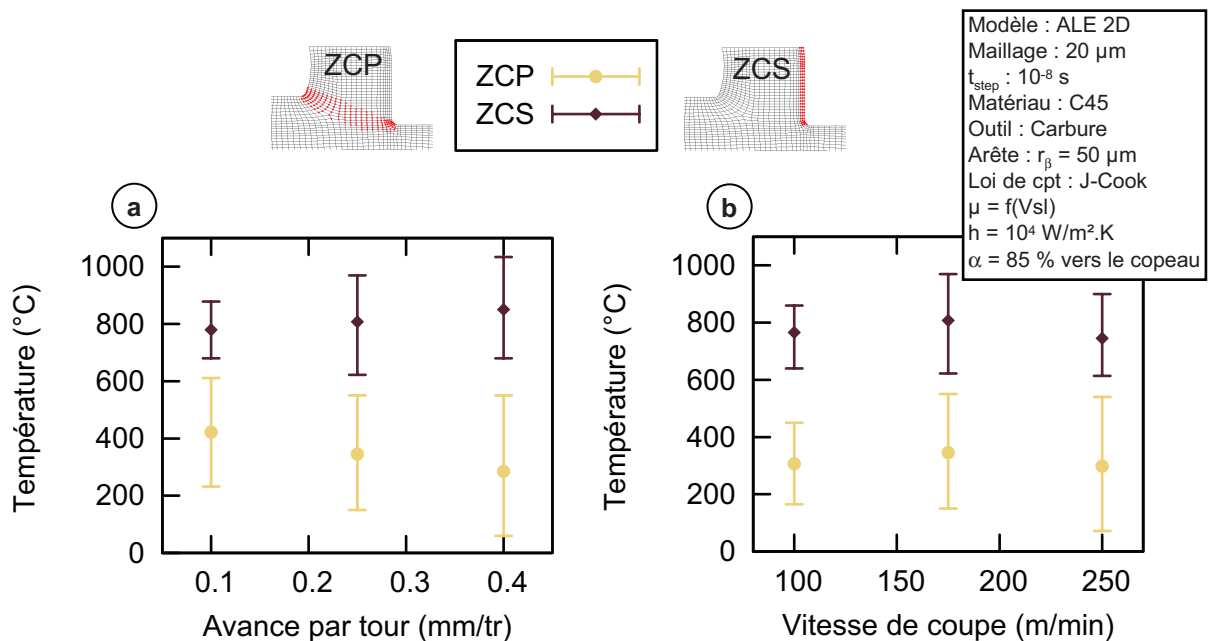 ZCP
ZCP
ZCS
ZCS
Modèle : ALE 2D
Maillage : 20 µm
t_step : 10⁻⁸ s
Matériau : C45
Outil : Carbure
Arête : r_β = 50 µm
Loi de cpt : J-Cook
µ = f(Vsl)
h = 10⁴ W/m².K
α = 85 % vers le copeau
a
Température (°C)
1000
800
600
400
200
0
0.1
0.2
0.3
0.4
Avance par tour (mm/tr)
b
Température (°C)
1000
800
600
400
200
0
100
150
200
250
Vitesse de coupe (m/min)